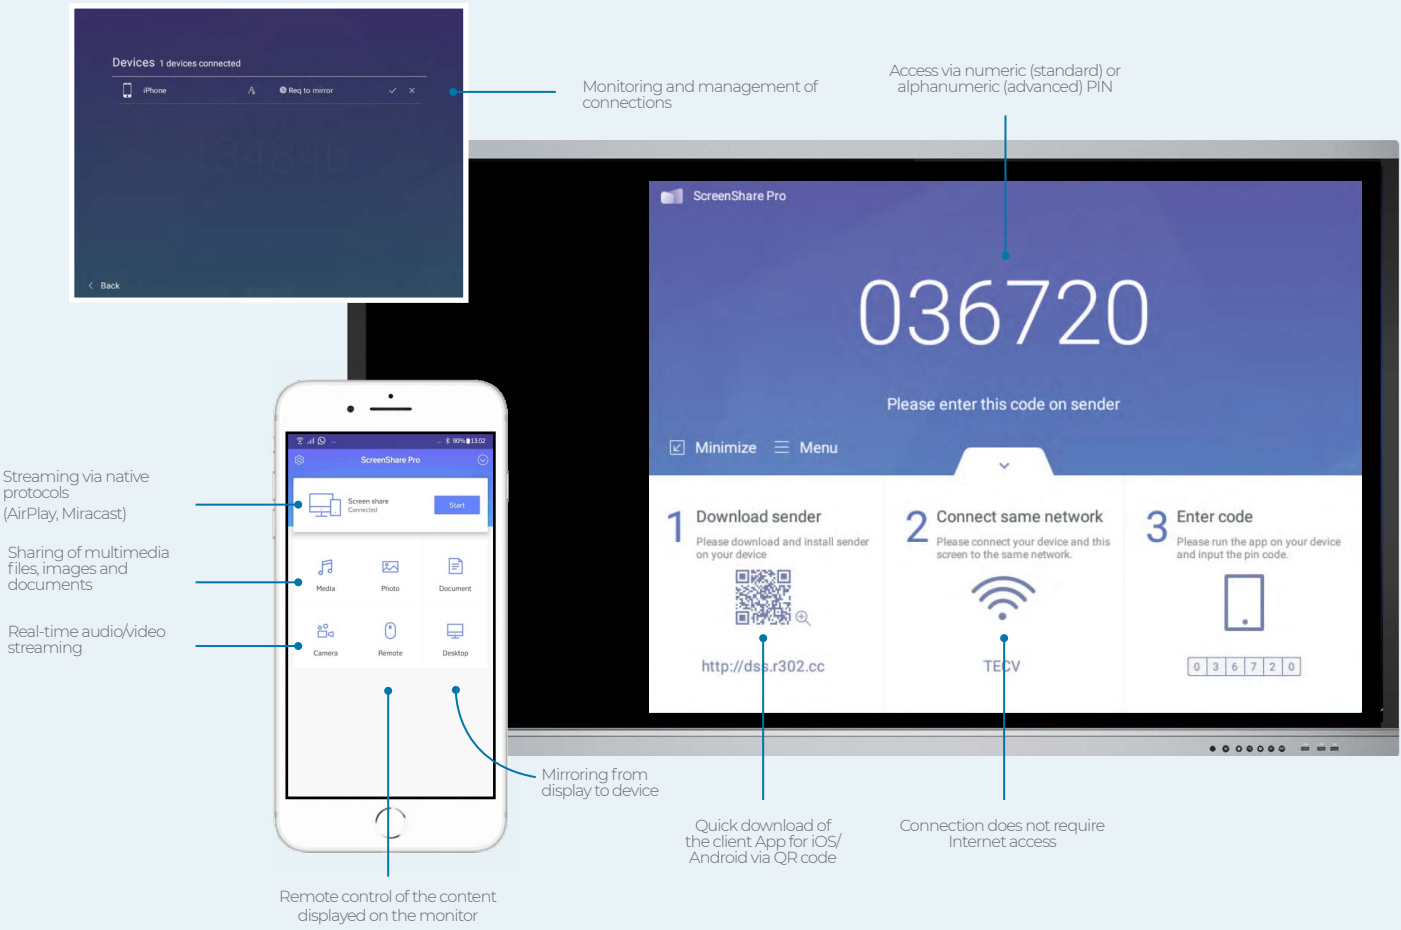 Devices 1 devices connected
iPhone
Req to mirror
134846
Back
Monitoring and management of
connections
Access via numeric (standard) or
alphanumeric (advanced) PIN
ScreenShare Pro
036720
Please enter this code on sender
Minimize
Menu
1 Download sender
Please download and install sender
on your device
http://dss.r302.cc
2 Connect same network
Please connect your device and this
screen to the same network.
TECV
3 Enter code
Please run the app on your device
and input the pin code.
0 3 6 7 2 0
... ... 90% 13:02
ScreenShare Pro
Screen share
Connected
Start
Media
Photo
Document
Camera
Remote
Desktop
Streaming via native
protocols
(AirPlay, Miracast)
Sharing of multimedia
files, images and
documents
Real-time audio/video
streaming
Mirroring from
display to device
Quick download of
the client App for iOS/
Android via QR code
Connection does not require
Internet access
Remote control of the content
displayed on the monitor